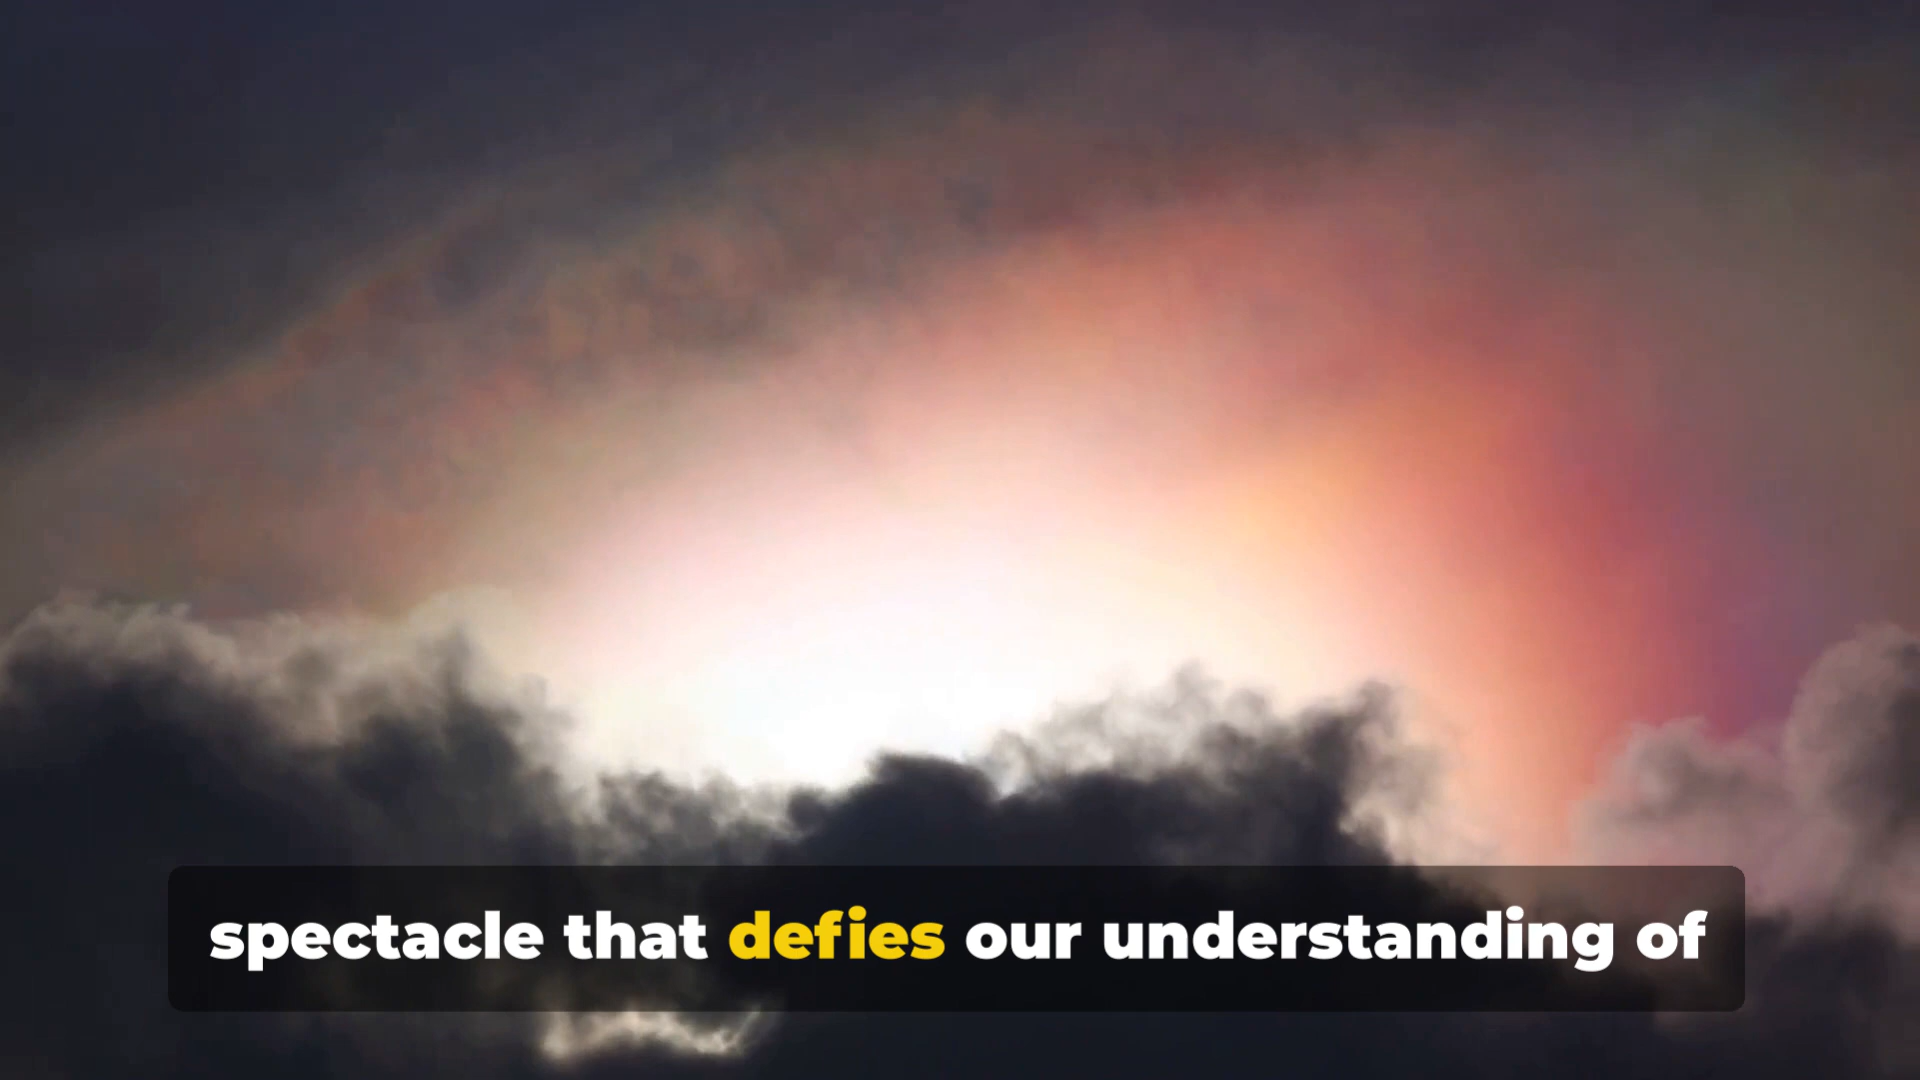 spectacle that defies our understanding of